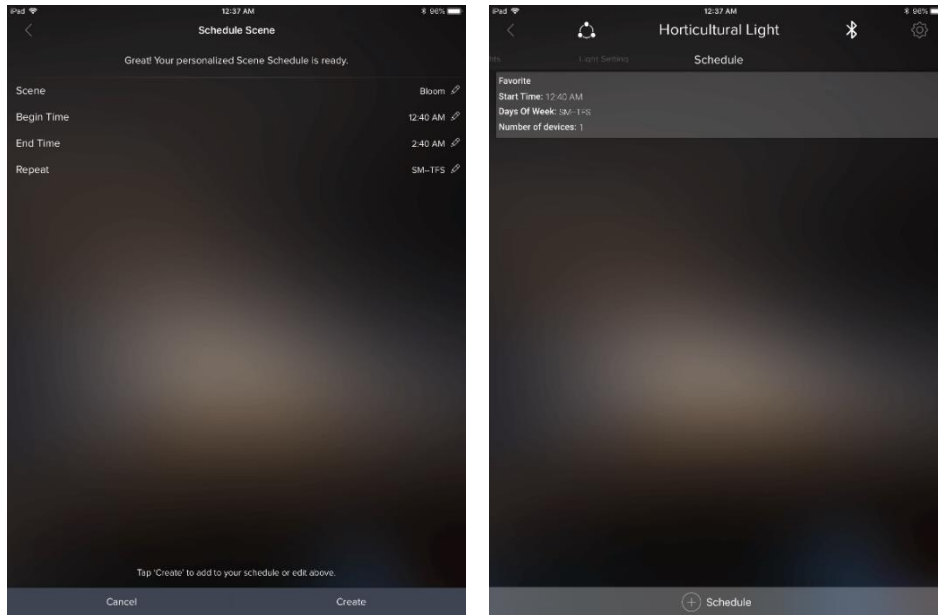 iPad 12:37 AM 96%
Schedule Scene
Great! Your personalized Scene Schedule is ready.
Scene Bloom
Begin Time 12:40 AM
End Time 2:40 AM
Repeat SM–TFS
Tap 'Create' to add to your schedule or edit above.
Cancel Create
iPad 12:37 AM 96%
Horticultural Light
Light Setting Schedule
Favorite
Start Time: 12:40 AM
Days Of Week: SM–TFS
Number of devices: 1
Schedule